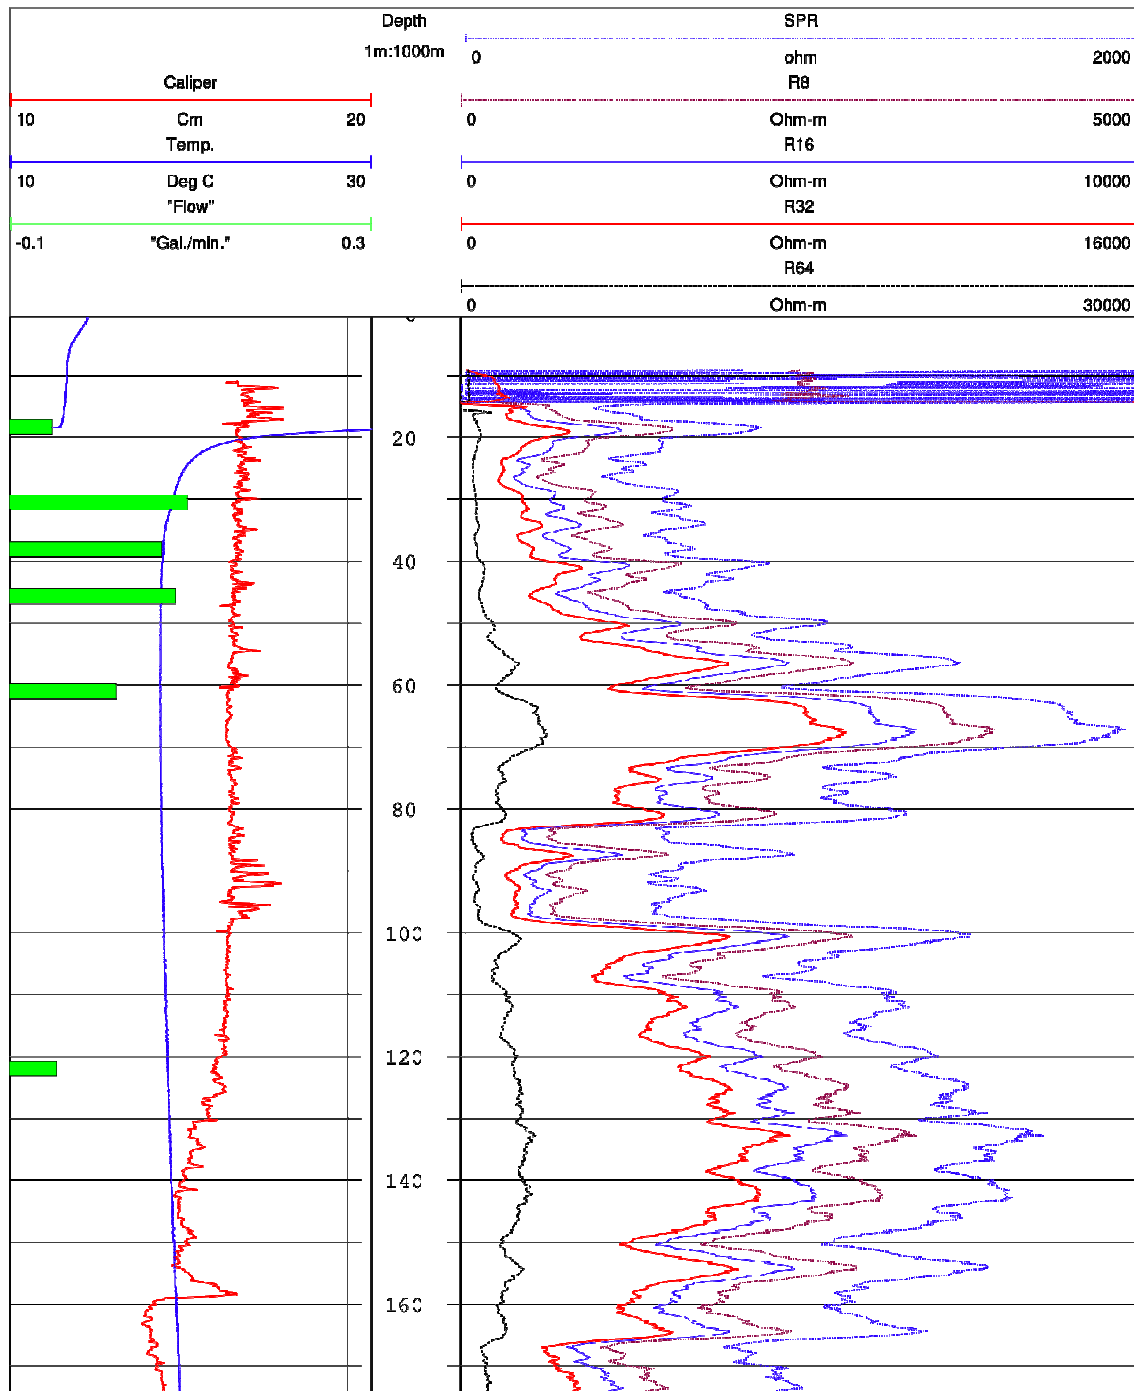 Depth
SPR
1m:1000m
0 ohm 2000
Caliper
R8
10 Cm 20
0 Ohm-m 5000
Temp.
R16
10 Deg C 30
0 Ohm-m 10000
"Flow"
R32
-0.1 "Gal./min." 0.3
0 Ohm-m 16000
R64
0 Ohm-m 30000
20
40
60
80
100
120
140
160